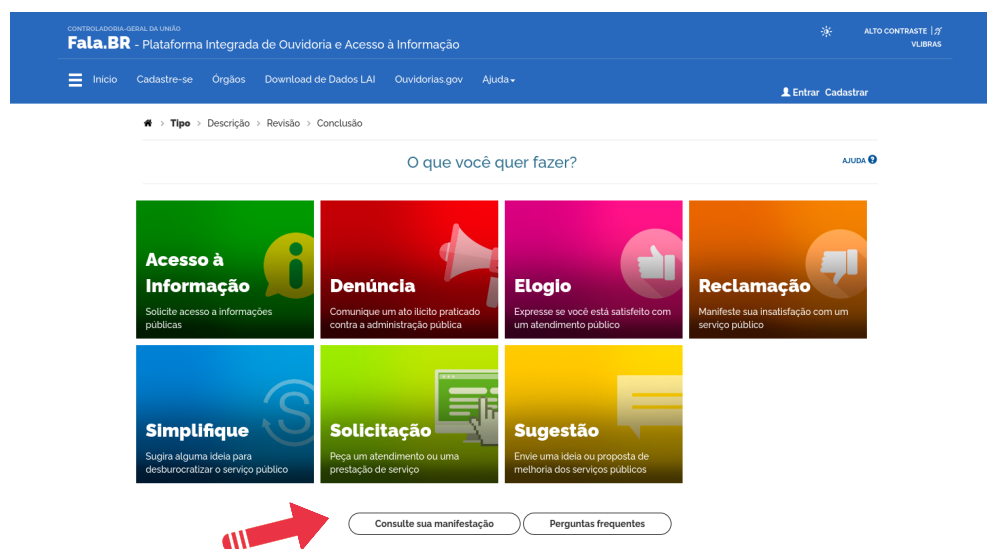 CONTROLADORIA-GERAL DA UNIÃO
Fala.BR - Plataforma Integrada de Ouvidoria e Acesso à Informação
ALTO CONTRASTE |
VLIBRAS
Início Cadastre-se Órgãos Download de Dados LAI Ouvidorias.gov Ajuda
Entrar Cadastrar
> Tipo > Descrição > Revisão > Conclusão
O que você quer fazer?
AJUDA ?
Acesso à
Informação
Solicite acesso a informações
públicas
Denúncia
Comunique um ato ilícito praticado
contra a administração pública
Elogio
Expresse se você está satisfeito com
um atendimento público
Reclamação
Manifeste sua insatisfação com um
serviço público
Simplifique
Sugira alguma ideia para
desburocratizar o serviço público
Solicitação
Peça um atendimento ou uma
prestação de serviço
Sugestão
Envie uma ideia ou proposta de
melhoria dos serviços públicos
Consulte sua manifestação
Perguntas frequentes